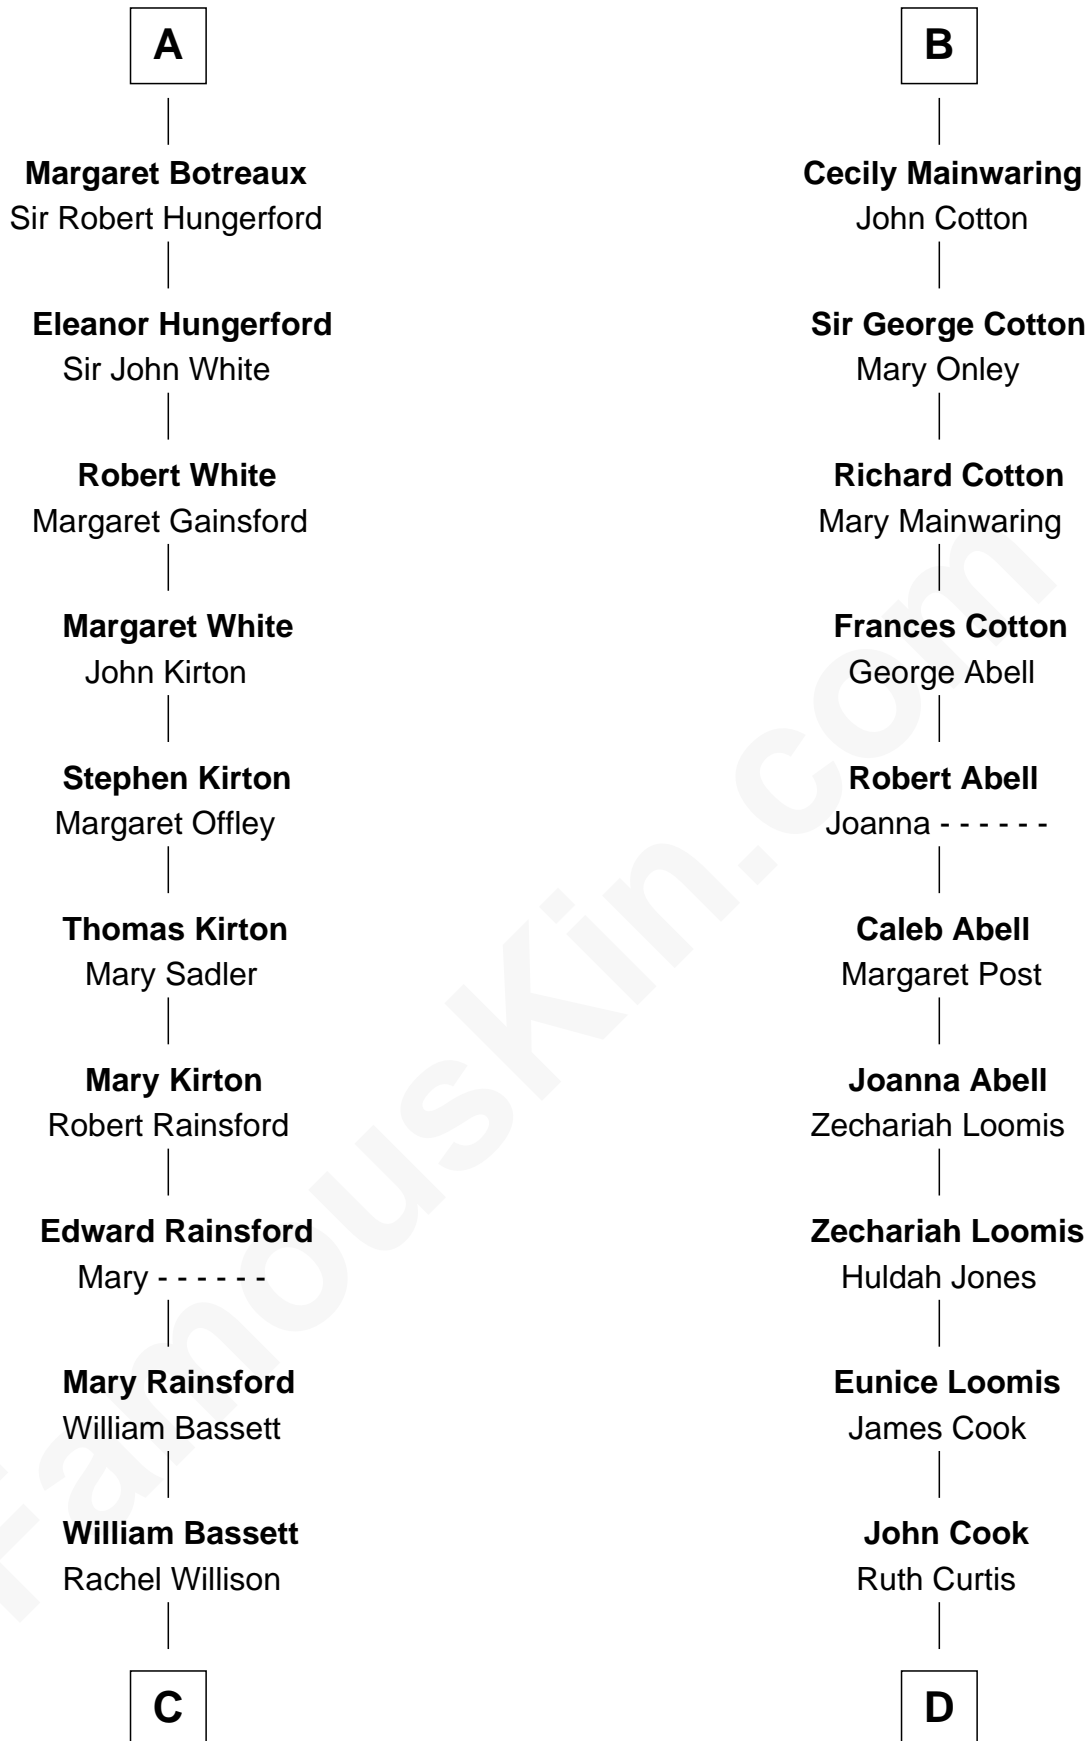 A
Margaret Botreaux
Sir Robert Hungerford
Eleanor Hungerford
Sir John White
Robert White
Margaret Gainsford
Margaret White
John Kirton
Stephen Kirton
Margaret Offley
Thomas Kirton
Mary Sadler
Mary Kirton
Robert Rainsford
Edward Rainsford
Mary - - - - - -
Mary Rainsford
William Bassett
William Bassett
Rachel Willison
C
B
Cecily Mainwaring
John Cotton
Sir George Cotton
Mary Onley
Richard Cotton
Mary Mainwaring
Frances Cotton
George Abell
Robert Abell
Joanna - - - - - -
Caleb Abell
Margaret Post
Joanna Abell
Zechariah Loomis
Zechariah Loomis
Huldah Jones
Eunice Loomis
James Cook
John Cook
Ruth Curtis
D
FamousKin.com